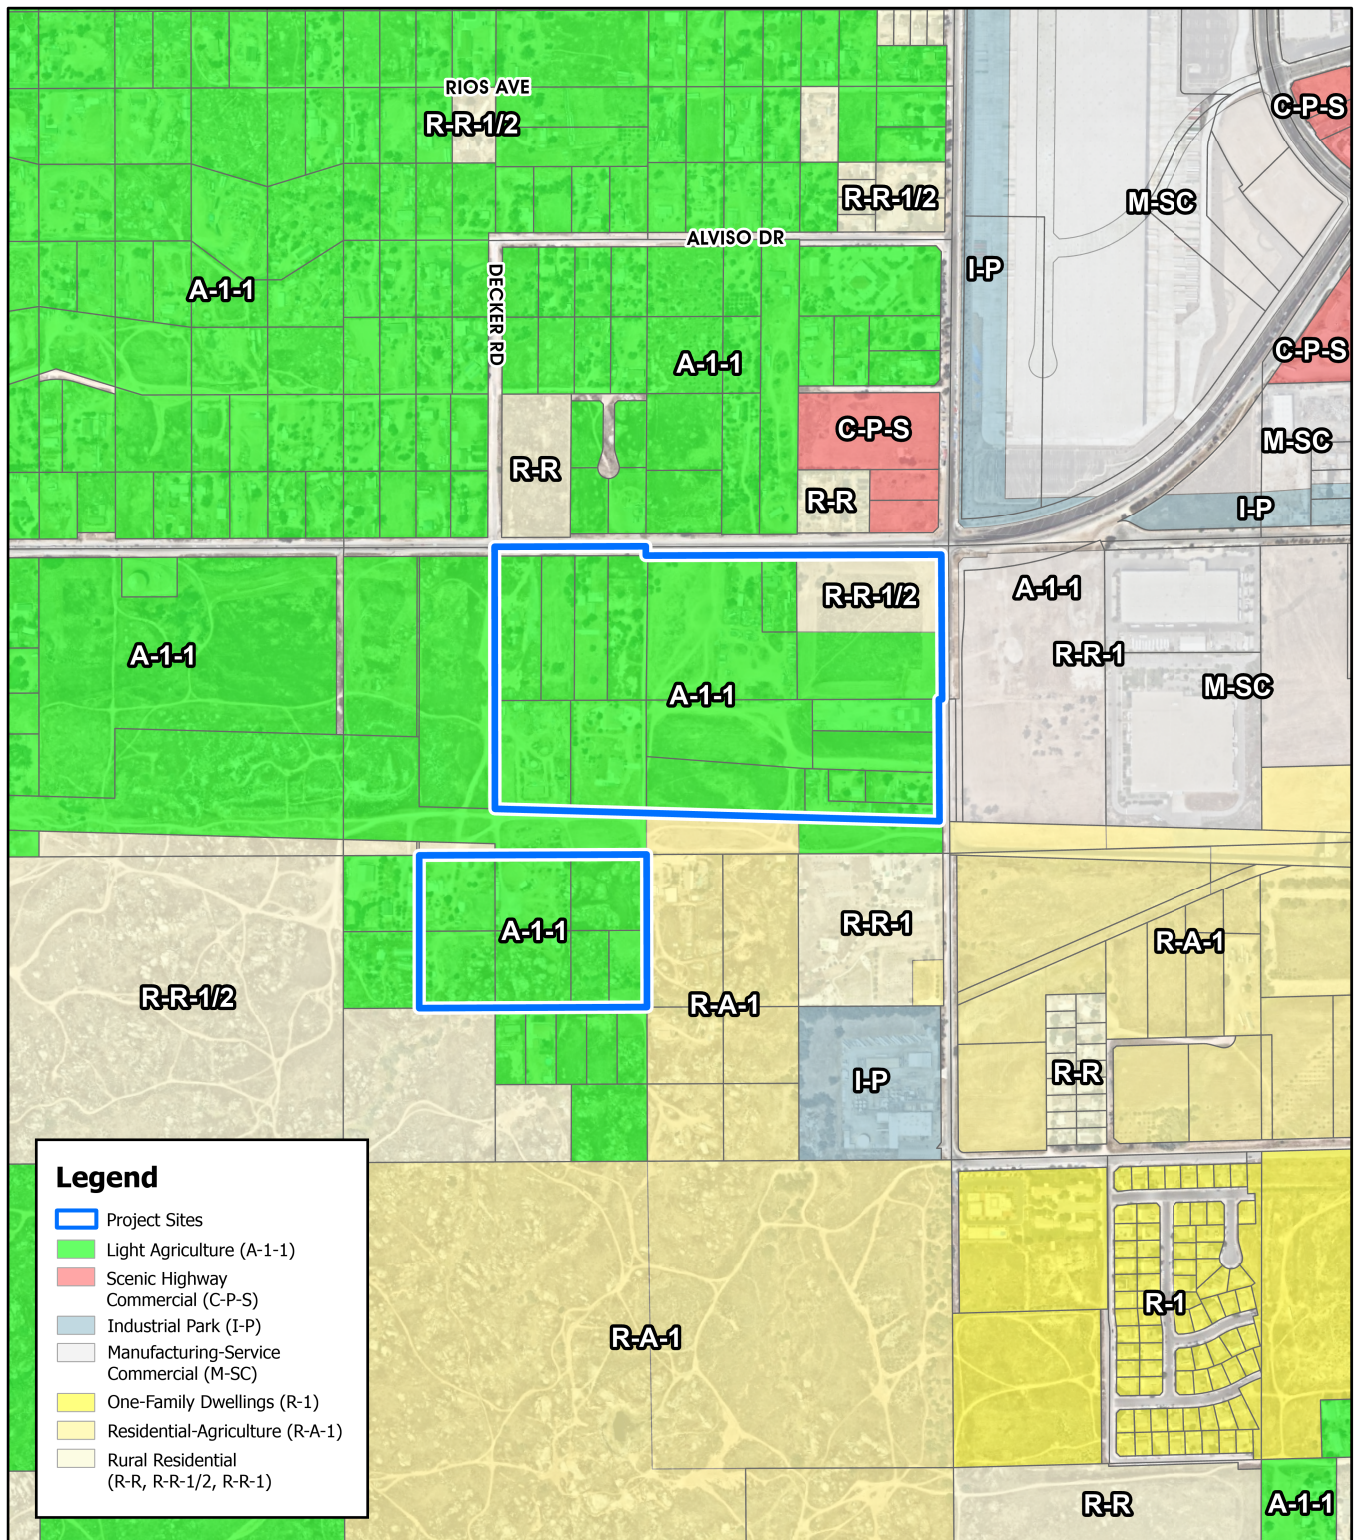 RIOS AVE
R-R-1/2
C-P-S
R-R-1/2
M-SC
ALVISO DR
I-P
A-1-1
DECKER RD
A-1-1
C-P-S
C-P-S
M-SC
R-R
R-R
I-P
A-1-1
R-R-1/2
A-1-1
R-R-1
A-1-1
M-SC
R-R-1
A-1-1
R-A-1
R-R-1/2
R-A-1
I-P
R-R
R-1
R-A-1
R-R
A-1-1
Legend
Project Sites
Light Agriculture (A-1-1)
Scenic Highway
Commercial (C-P-S)
Industrial Park (I-P)
Manufacturing-Service
Commercial (M-SC)
One-Family Dwellings (R-1)
Residential-Agriculture (R-A-1)
Rural Residential
(R-R, R-R-1/2, R-R-1)